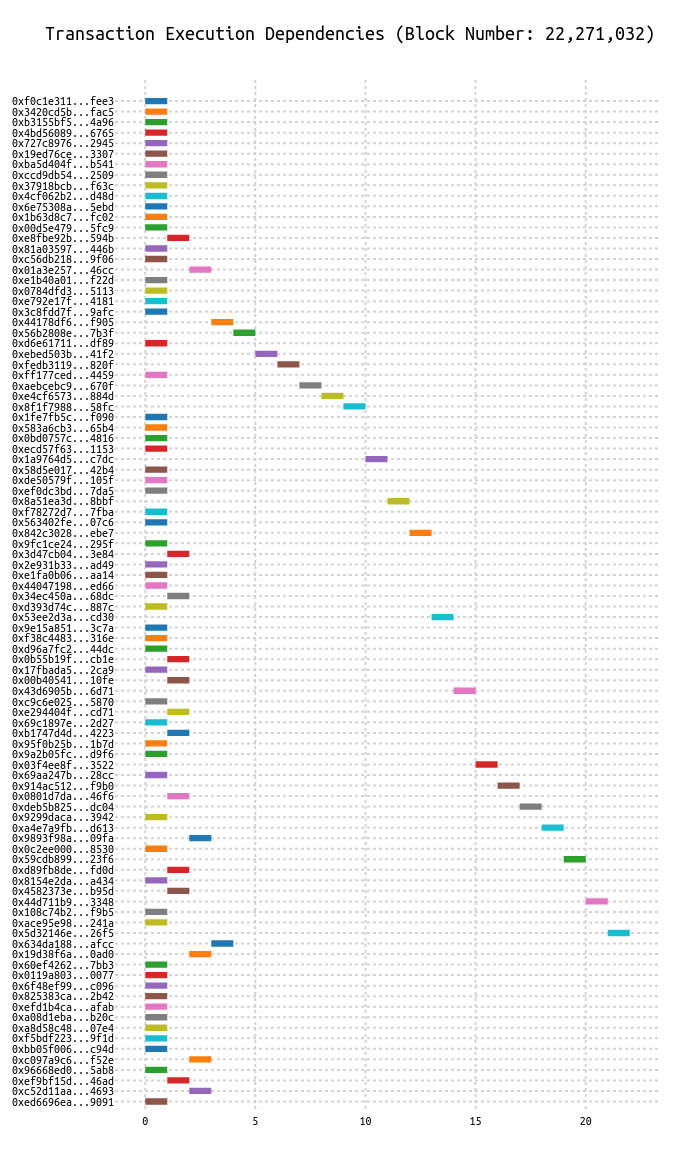 Transaction Execution Dependencies (Block Number: 22,271,032)
0xf0c1e311...fee3
0x3420cd5b...fac5
0xb3155bf5...4a96
0x4bd56089...6765
0x727c8976...2945
0x19ed76ce...3307
0xba5d404f...b541
0xccd9db54...2509
0x37918bcb...f63c
0x4cf062b2...d48d
0x6e75308a...5ebd
0x1b63d8c7...fc02
0x00d5e479...5fc9
0xe8fbe92b...594b
0x81a03597...446b
0xc56db218...9f06
0x01a3e257...46cc
0xe1b40a01...f22d
0x0784dfd3...5113
0xe792e17f...4181
0x3c8fdd7f...9afc
0x44178df6...f905
0x56b2808e...7b3f
0xd6e61711...df89
0xebed503b...41f2
0xfedb3119...820f
0xff177ced...4459
0xaebcebc9...670f
0xe4cf6573...884d
0x8f1f7988...58fc
0x1fe7fb5c...f090
0x583a6cb3...65b4
0x0bd0757c...4816
0xecd57f63...1153
0x1a9764d5...c7dc
0x58d5e017...42b4
0xde50579f...105f
0xef0dc3bd...7da5
0x8a51ea3d...8bbf
0xf78272d7...7fba
0x563402fe...07c6
0x842c3028...ebe7
0x9fc1ce24...295f
0x3d47cb04...3e84
0x2e931b33...ad49
0xe1fa0b06...aa14
0x44047198...ed66
0x34ec450a...68dc
0xd393d74c...887c
0x53ee2d3a...cd30
0x9e15a851...3c7a
0xf38c4483...316e
0xd96a7fc2...44dc
0x0b55b19f...cb1e
0x17fbada5...2ca9
0x00b40541...10fe
0x43d6905b...6d71
0xc9c6e025...5870
0xe294404f...cd71
0x69c1897e...2d27
0xb1747d4d...4223
0x95f0b25b...1b7d
0x9a2b05fc...d9f6
0x03f4ee8f...3522
0x69aa247b...28cc
0x914ac512...f9b0
0x0801d7da...46f6
0xdeb5b825...dc04
0x9299daca...3942
0xa4e7a9fb...d613
0x9893f98a...09fa
0x0c2ee000...8530
0x59cdb899...23f6
0xd89fb8de...fd0d
0x8154e2da...a434
0x4582373e...b95d
0x44d711b9...3348
0x108c74b2...f9b5
0xace95e98...241a
0x5d32146e...26f5
0x634da188...afcc
0x19d38f6a...0ad0
0x60ef4262...7bb3
0x0119a803...0077
0x6f48ef99...c096
0x825383ca...2b42
0xefd1b4ca...afab
0xa08d1eba...b20c
0xa8d58c48...07e4
0xf5bdf223...9f1d
0xbb05f006...c94d
0xc097a9c6...f52e
0x96668ed0...5ab8
0xef9bf15d...46ad
0xc52d11aa...4693
0xed6696ea...9091
0 5 10 15 20